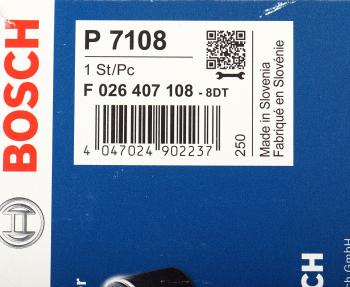 BOSCH
P 7108
1 St/Pc
F 026 407 108 - 8DT
4 047024 902237
250
Made in Slovenia
Fabriqué en Slovénie